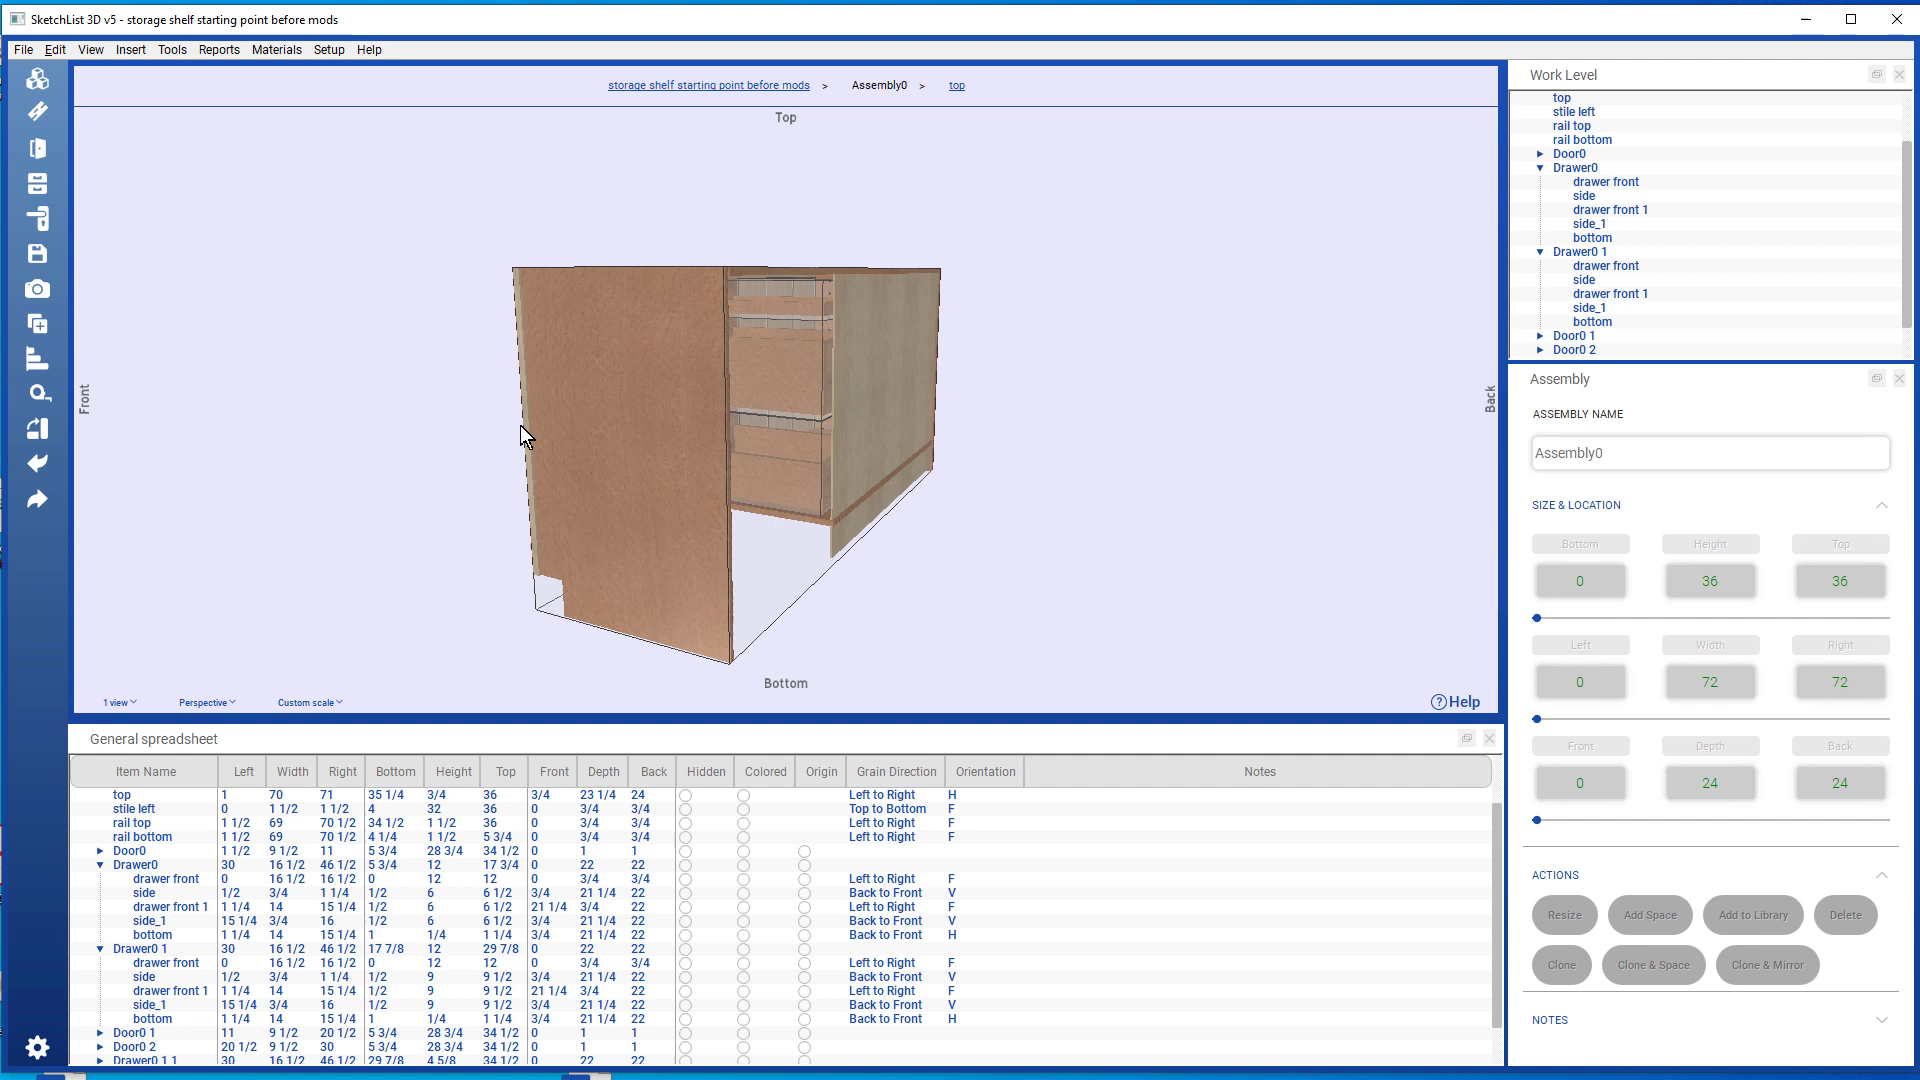 SketchList 3D v5 - storage shelf starting point before mods
File Edit View Insert Tools Reports Materials Setup Help
storage shelf starting point before mods > Assembly0 > top
Top
Front
Back
Bottom
1 view Perspective Custom scale
? Help
Work Level
top
stile left
rail top
rail bottom
Door0
Drawer0
drawer front
side
drawer front 1
side_1
bottom
Drawer0 1
drawer front
side
drawer front 1
side_1
bottom
Door0 1
Door0 2
Assembly
ASSEMBLY NAME
Assembly0
SIZE & LOCATION
Bottom Height Top
0 36 36
Left Width Right
0 72 72
Front Depth Back
0 24 24
ACTIONS
Resize Add Space Add to Library Delete
Clone Clone & Space Clone & Mirror
NOTES
General spreadsheet
Item Name Left Width Right Bottom Height Top Front Depth Back Hidden Colored Origin Grain Direction Orientation Notes
top 1 70 71 35 1/4 3/4 36 3/4 23 1/4 24 Left to Right H
stile left 0 1 1/2 1 1/2 4 32 36 0 3/4 3/4 Top to Bottom F
rail top 1 1/2 69 70 1/2 34 1/2 1 1/2 36 0 3/4 3/4 Left to Right F
rail bottom 1 1/2 69 70 1/2 4 1/4 1 1/2 5 3/4 0 3/4 3/4 Left to Right F
Door0 1 1/2 9 1/2 11 5 3/4 28 3/4 34 1/2 0 1 1
Drawer0 30 16 1/2 46 1/2 5 3/4 12 17 3/4 0 22 22
drawer front 0 16 1/2 16 1/2 0 12 12 0 3/4 3/4 Left to Right F
side 1/2 3/4 1 1/4 1/2 6 6 1/2 3/4 21 1/4 22 Back to Front V
drawer front 1 1 1/4 14 15 1/4 1/2 6 6 1/2 21 1/4 3/4 22 Left to Right F
side_1 15 1/4 3/4 16 1/2 6 6 1/2 3/4 21 1/4 22 Back to Front V
bottom 1 1/4 14 15 1/4 1 1/4 1 1/4 3/4 21 1/4 22 Back to Front H
Drawer0 1 30 16 1/2 46 1/2 17 7/8 12 29 7/8 0 22 22
drawer front 0 16 1/2 16 1/2 0 12 12 0 3/4 3/4 Left to Right F
side 1/2 3/4 1 1/4 1/2 9 9 1/2 3/4 21 1/4 22 Back to Front V
drawer front 1 1 1/4 14 15 1/4 1/2 9 9 1/2 21 1/4 3/4 22 Left to Right F
side_1 15 1/4 3/4 16 1/2 9 9 1/2 3/4 21 1/4 22 Back to Front V
bottom 1 1/4 14 15 1/4 1 1/4 1 1/4 3/4 21 1/4 22 Back to Front H
Door0 1 11 9 1/2 20 1/2 5 3/4 28 3/4 34 1/2 0 1 1
Door0 2 20 1/2 9 1/2 30 5 3/4 28 3/4 34 1/2 0 1 1
Drawer0 1 1 30 16 1/2 46 1/2 29 7/8 4 5/8 34 1/2 0 22 22